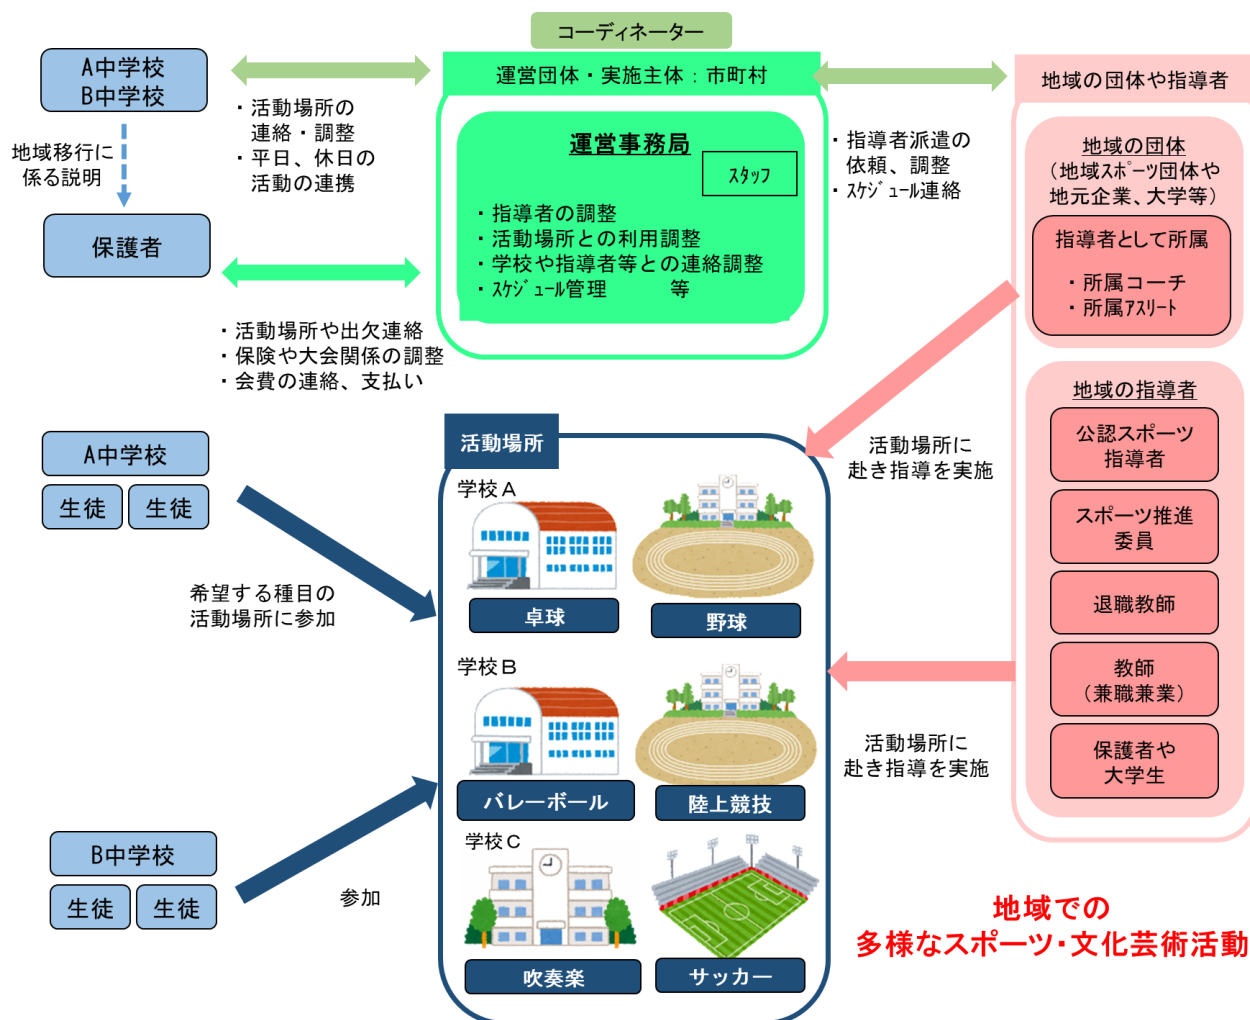 コーディネーター
A中学校
B中学校
運営団体・実施主体：市町村
地域の団体や指導者
・活動場所の
連絡・調整
・平日、休日の
活動の連携
地域移行に
係る説明
保護者
運営事務局
スタッフ
・指導者の調整
・活動場所との利用調整
・学校や指導者等との連絡調整
・スケジュール管理　　　等
・指導者派遣の
依頼、調整
・スケジュール連絡
地域の団体
（地域スポーツ団体や
地元企業、大学等）
指導者として所属
・所属コーチ
・所属アスリート
・活動場所や出欠連絡
・保険や大会関係の調整
・会費の連絡、支払い
地域の指導者
公認スポーツ
指導者
スポーツ推進
委員
退職教師
教師
（兼職兼業）
保護者や
大学生
活動場所に
赴き指導を実施
活動場所に
赴き指導を実施
A中学校
生徒 生徒
希望する種目の
活動場所に参加
B中学校
生徒 生徒
参加
活動場所
学校A
卓球 野球
学校B
バレーボール 陸上競技
学校C
吹奏楽 サッカー
地域での
多様なスポーツ・文化芸術活動